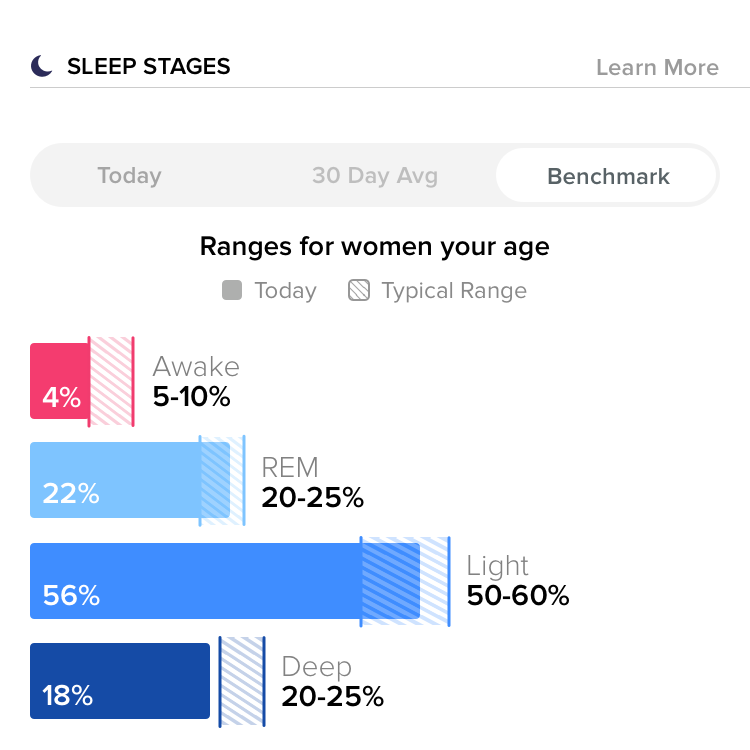 SLEEP STAGES
Learn More
Today
30 Day Avg
Benchmark
Ranges for women your age
Today
Typical Range
4%
Awake
5-10%
22%
REM
20-25%
56%
Light
50-60%
18%
Deep
20-25%